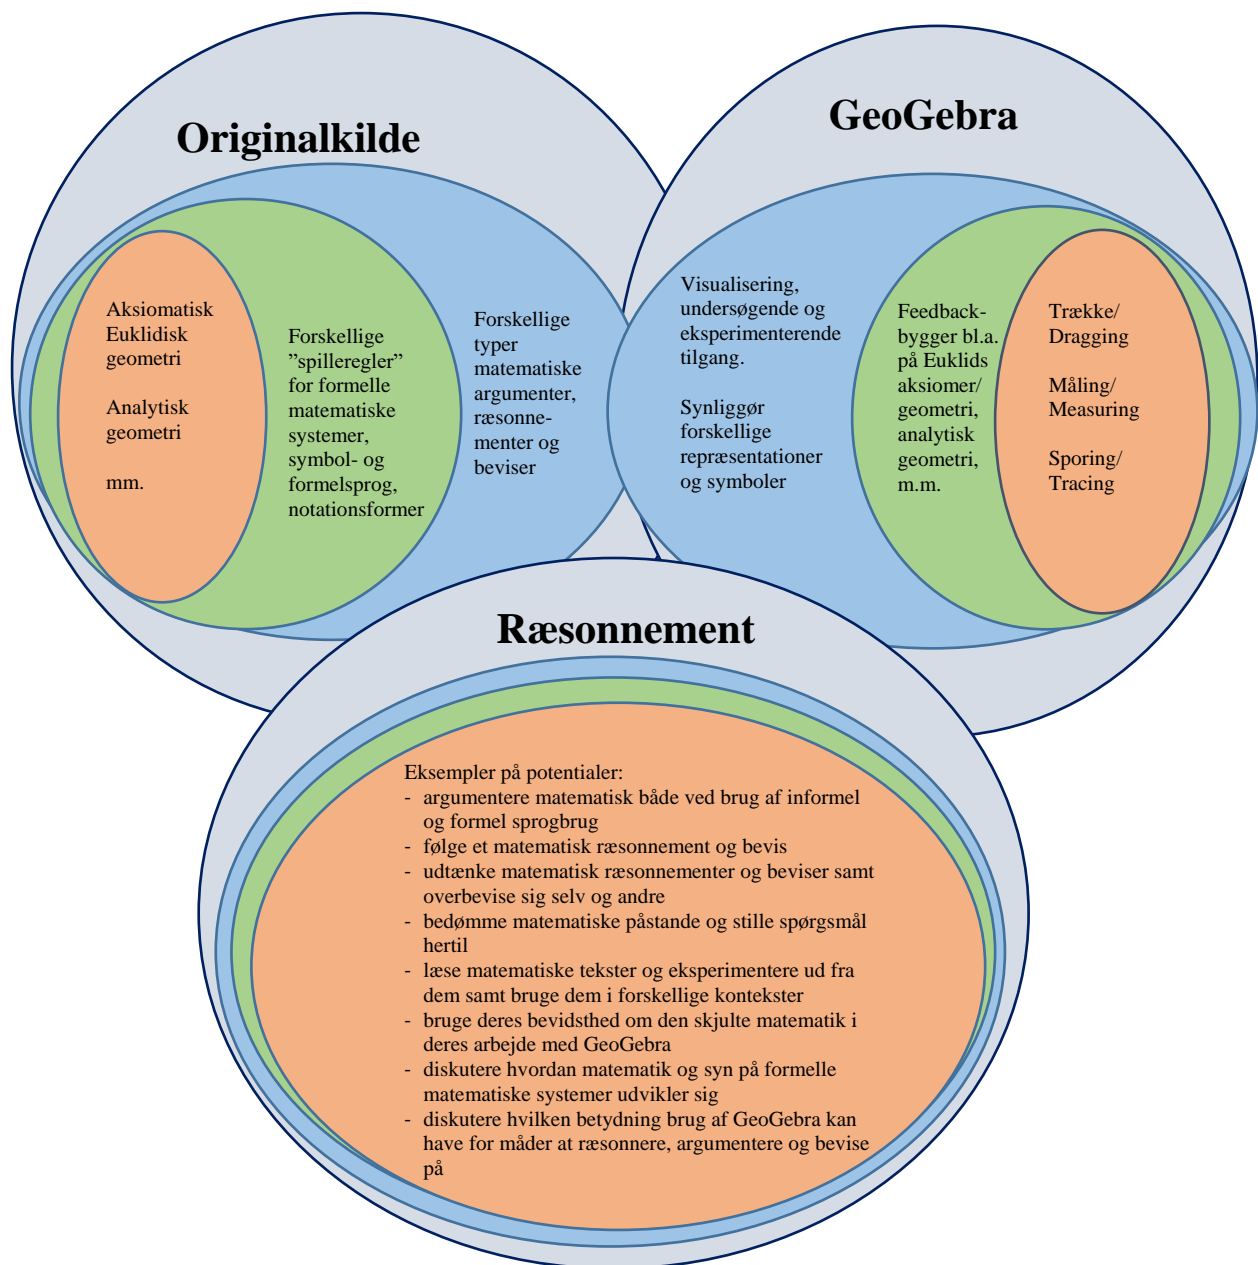 Originalkilde
Aksiomatisk
Euklidisk
geometri
Analytisk
geometri
mm.
Forskellige
”spilleregler”
for formelle
matematiske
systemer,
symbol- og
formelsprog,
notationsformer
Forskellige
typer
matematiske
argumenter,
ræsonne-
menter og
beviser
GeoGebra
Visualisering,
undersøgende og
eksperimenterende
tilgang.
Synliggør
forskellige
repræsentationer
og symboler
Feedback-
bygger bl.a.
på Euklids
aksiomer/
geometri,
analytisk
geometri,
m.m.
Trække/
Dragging
Måling/
Measuring
Sporing/
Tracing
Ræsonnement
Eksempler på potentialer:
- argumentere matematisk både ved brug af informel
og formel sprogbrug
- følge et matematisk ræsonnement og bevis
- udtænke matematisk ræsonnementer og beviser samt
overbevise sig selv og andre
- bedømme matematiske påstande og stille spørgsmål
hertil
- læse matematiske tekster og eksperimentere ud fra
dem samt bruge dem i forskellige kontekster
- bruge deres bevidsthed om den skjulte matematik i
deres arbejde med GeoGebra
- diskutere hvordan matematik og syn på formelle
matematiske systemer udvikler sig
- diskutere hvilken betydning brug af GeoGebra kan
have for måder at ræsonnere, argumentere og bevise
på